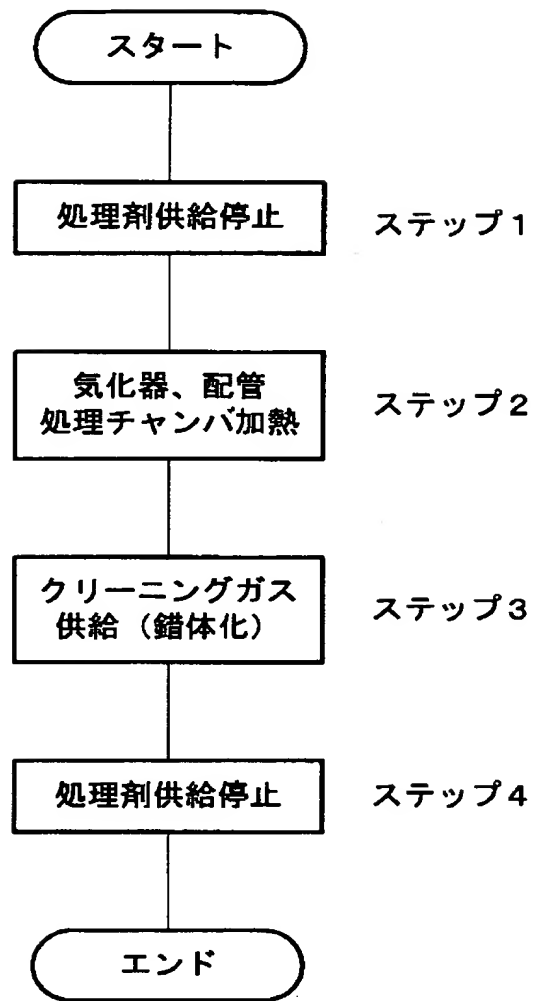 スタート
処理剤供給停止
ステップ1
気化器、配管
処理チャンバ加熱
ステップ2
クリーニングガス
供給（錯体化）
ステップ3
処理剤供給停止
ステップ4
エンド